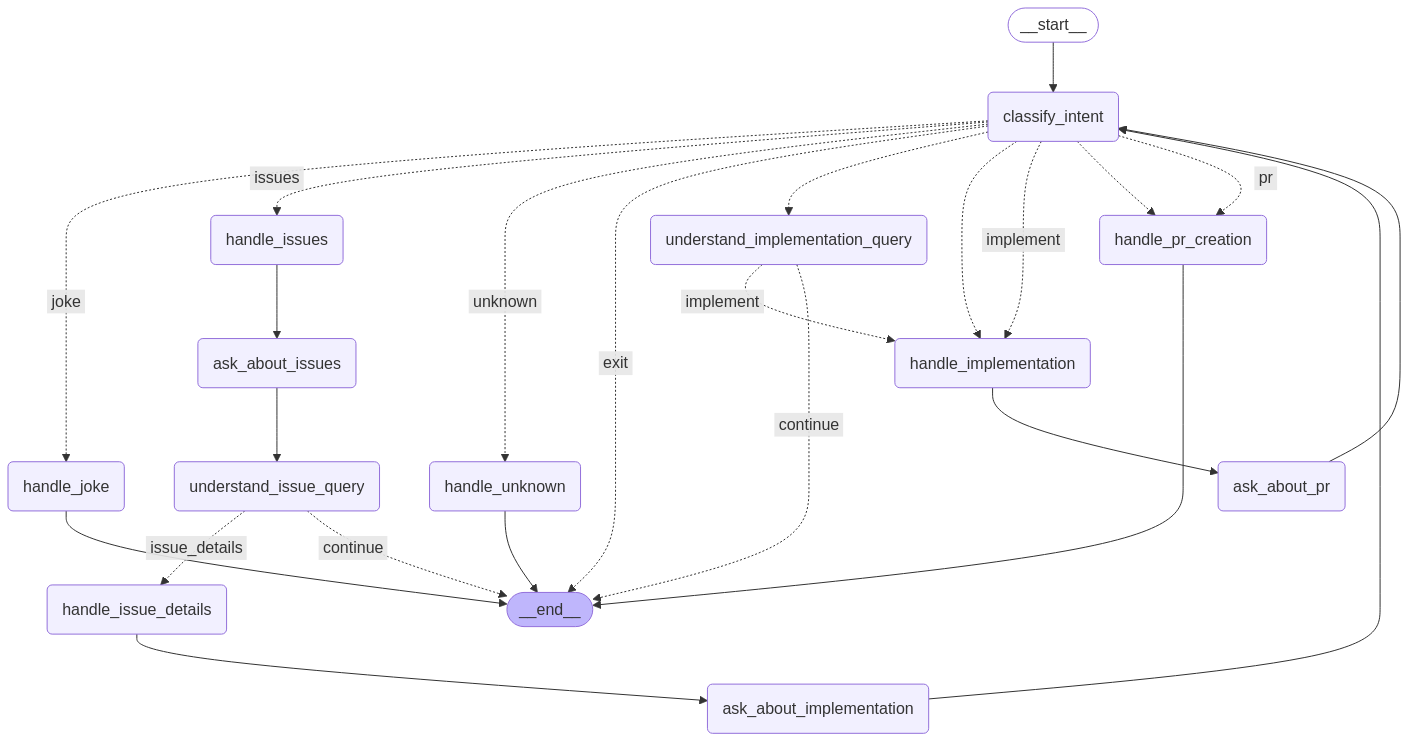 __start__
classify_intent
issues
pr
handle_issues
understand_implementation_query
implement
handle_pr_creation
joke
unknown
implement
exit
ask_about_issues
handle_implementation
continue
handle_joke
understand_issue_query
handle_unknown
ask_about_pr
issue_details
continue
handle_issue_details
__end__
ask_about_implementation